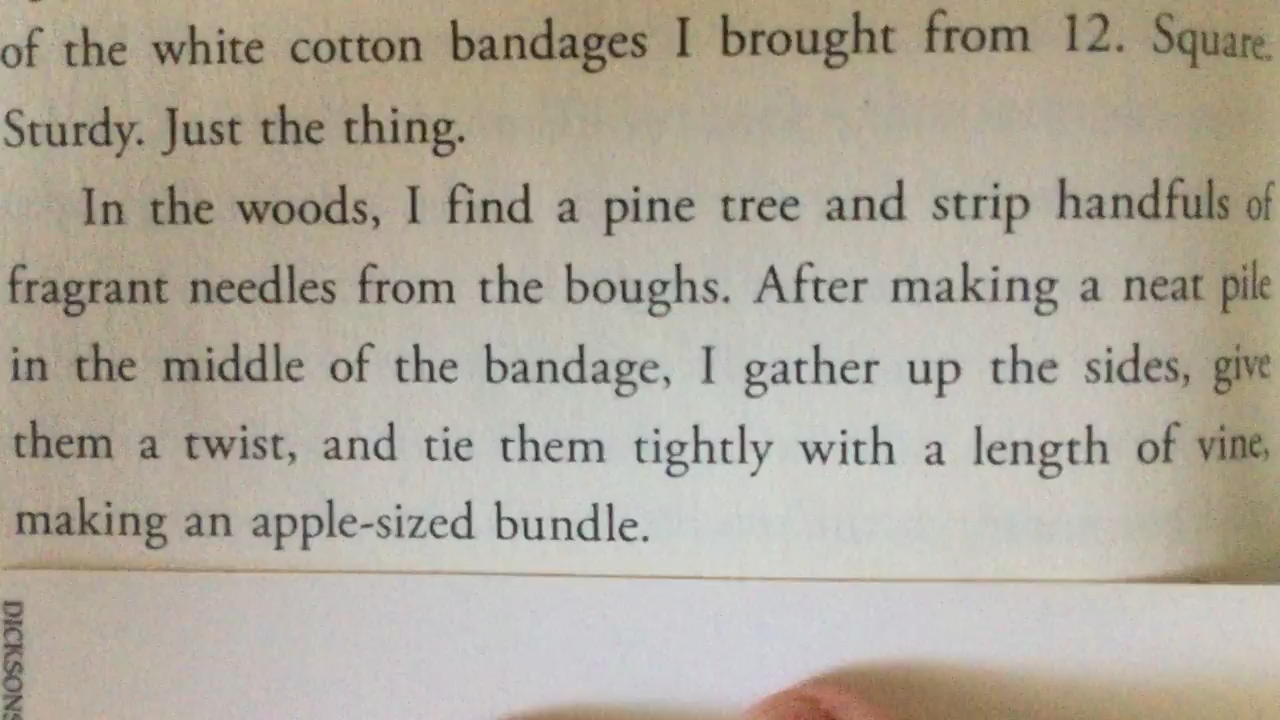 of the white cotton bandages I brought from 12. Square.
Sturdy. Just the thing.
In the woods, I find a pine tree and strip handfuls of
fragrant needles from the boughs. After making a neat pile
in the middle of the bandage, I gather up the sides, give
them a twist, and tie them tightly with a length of vine,
making an apple-sized bundle.
DICKSONS